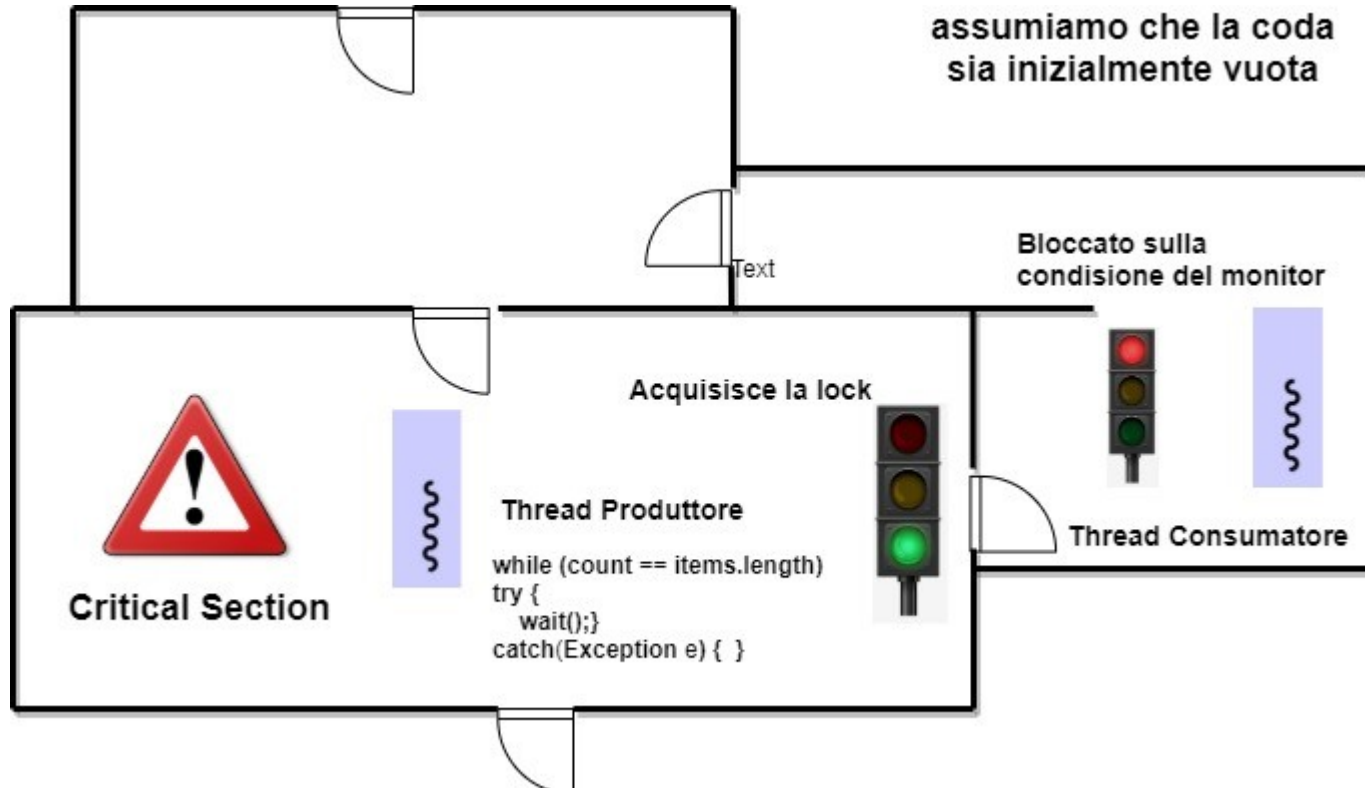 assumiamo che la coda
sia inizialmente vuota
Text
Bloccato sulla
condisione del monitor
Acquisisce la lock
Thread Produttore
while (count == items.length)
try {
wait();}
catch(Exception e) { }
Critical Section
Thread Consumatore